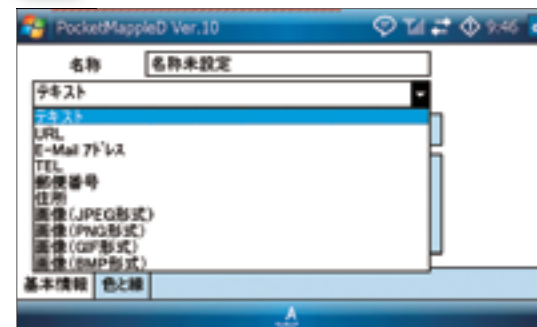 PocketMappleD Ver.10 9:46
名称 名称未設定
テキスト
テキスト
URL
E-Mail アドレス
TEL
郵便番号
住所
画像(JPEG形式)
画像(PNG形式)
画像(GIF形式)
画像(BMP形式)
基本情報 色と線
A